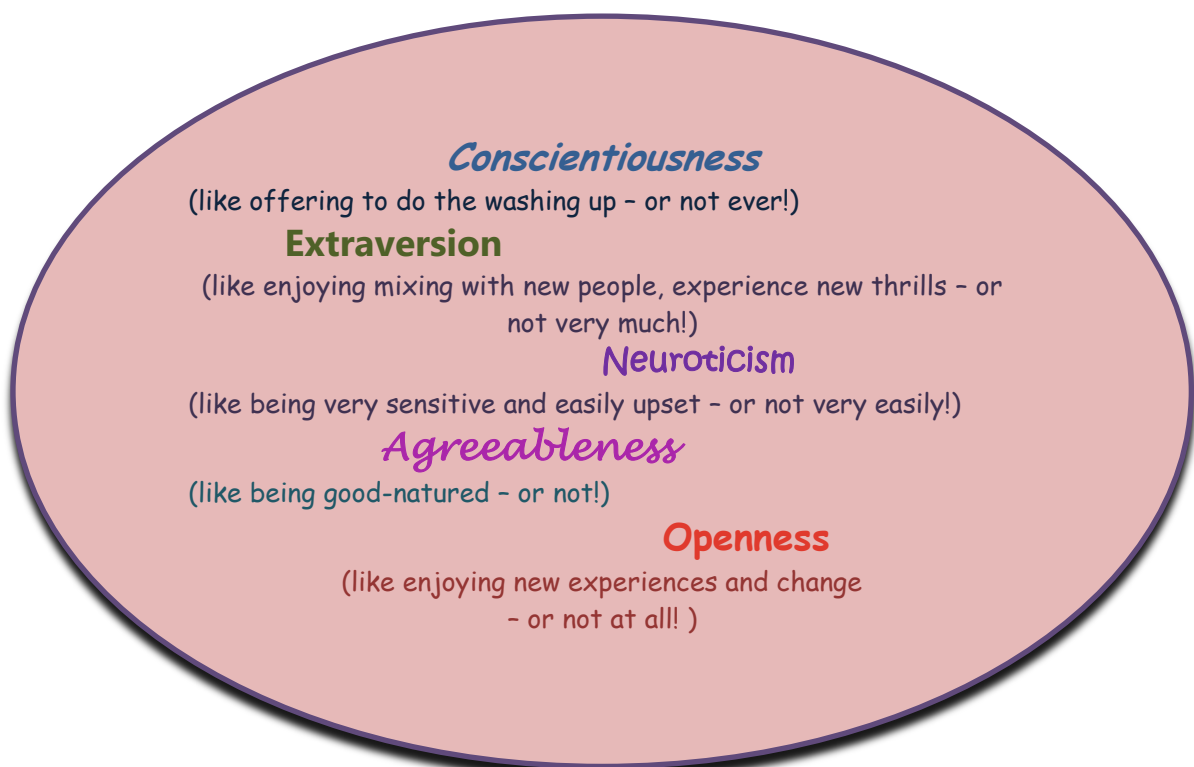 Conscientiousness
(like offering to do the washing up – or not ever!)
Extraversion
(like enjoying mixing with new people, experience new thrills – or
not very much!)
Neuroticism
(like being very sensitive and easily upset – or not very easily!)
Agreeableness
(like being good-natured – or not!)
Openness
(like enjoying new experiences and change
– or not at all! )